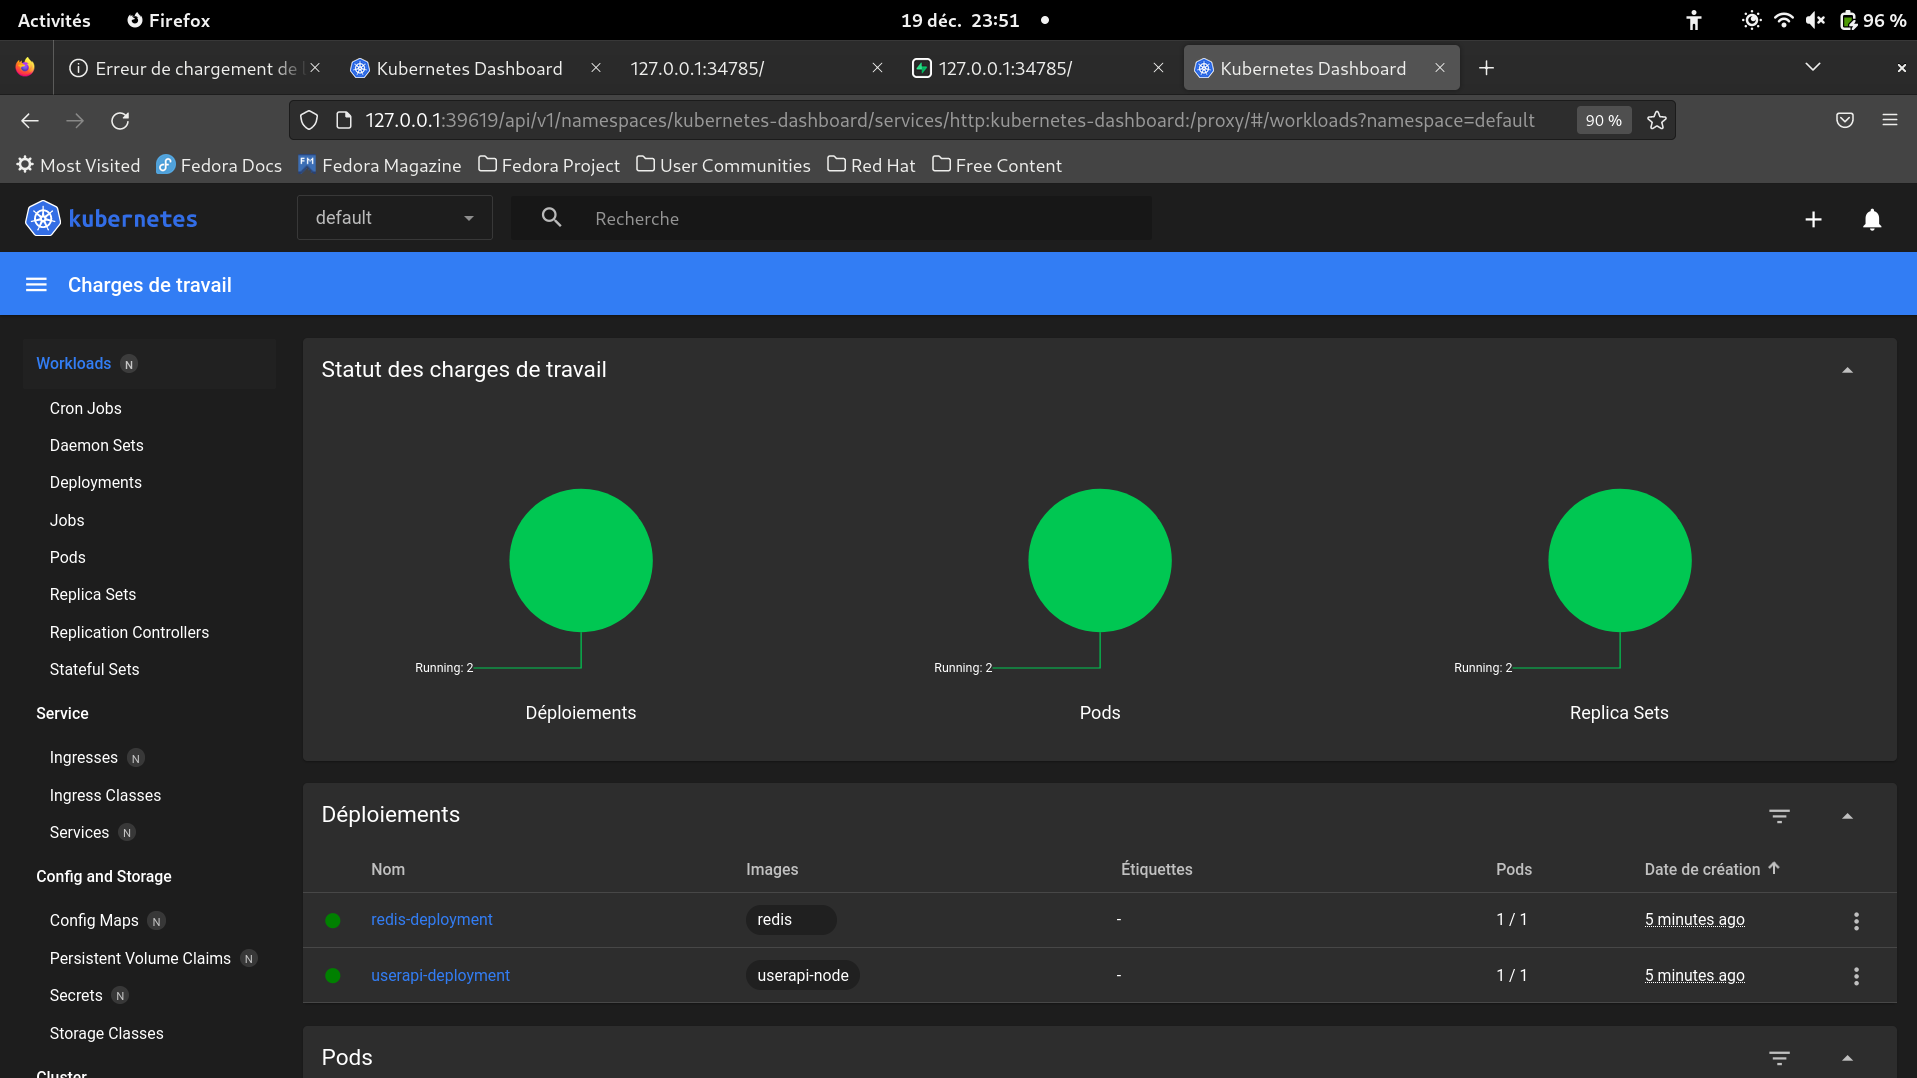 Activités Firefox 19 déc. 23:51 96 %
Erreur de chargement de Kubernetes Dashboard 127.0.0.1:34785/ 127.0.0.1:34785/ Kubernetes Dashboard
127.0.0.1:39619/api/v1/namespaces/kubernetes-dashboard/services/http:kubernetes-dashboard:/proxy/#/workloads?namespace=default 90 %
Most Visited Fedora Docs FM Fedora Magazine Fedora Project User Communities Red Hat Free Content
kubernetes default Recherche
Charges de travail
Workloads N
Cron Jobs
Daemon Sets
Deployments
Jobs
Pods
Replica Sets
Replication Controllers
Stateful Sets
Service
Ingresses N
Ingress Classes
Services N
Config and Storage
Config Maps N
Persistent Volume Claims N
Secrets N
Storage Classes
Cluster
Statut des charges de travail
Running: 2 Running: 2 Running: 2
Déploiements Pods Replica Sets
Déploiements
Nom Images Étiquettes Pods Date de création
redis-deployment redis - 1 / 1 5 minutes ago
userapi-deployment userapi-node - 1 / 1 5 minutes ago
Pods